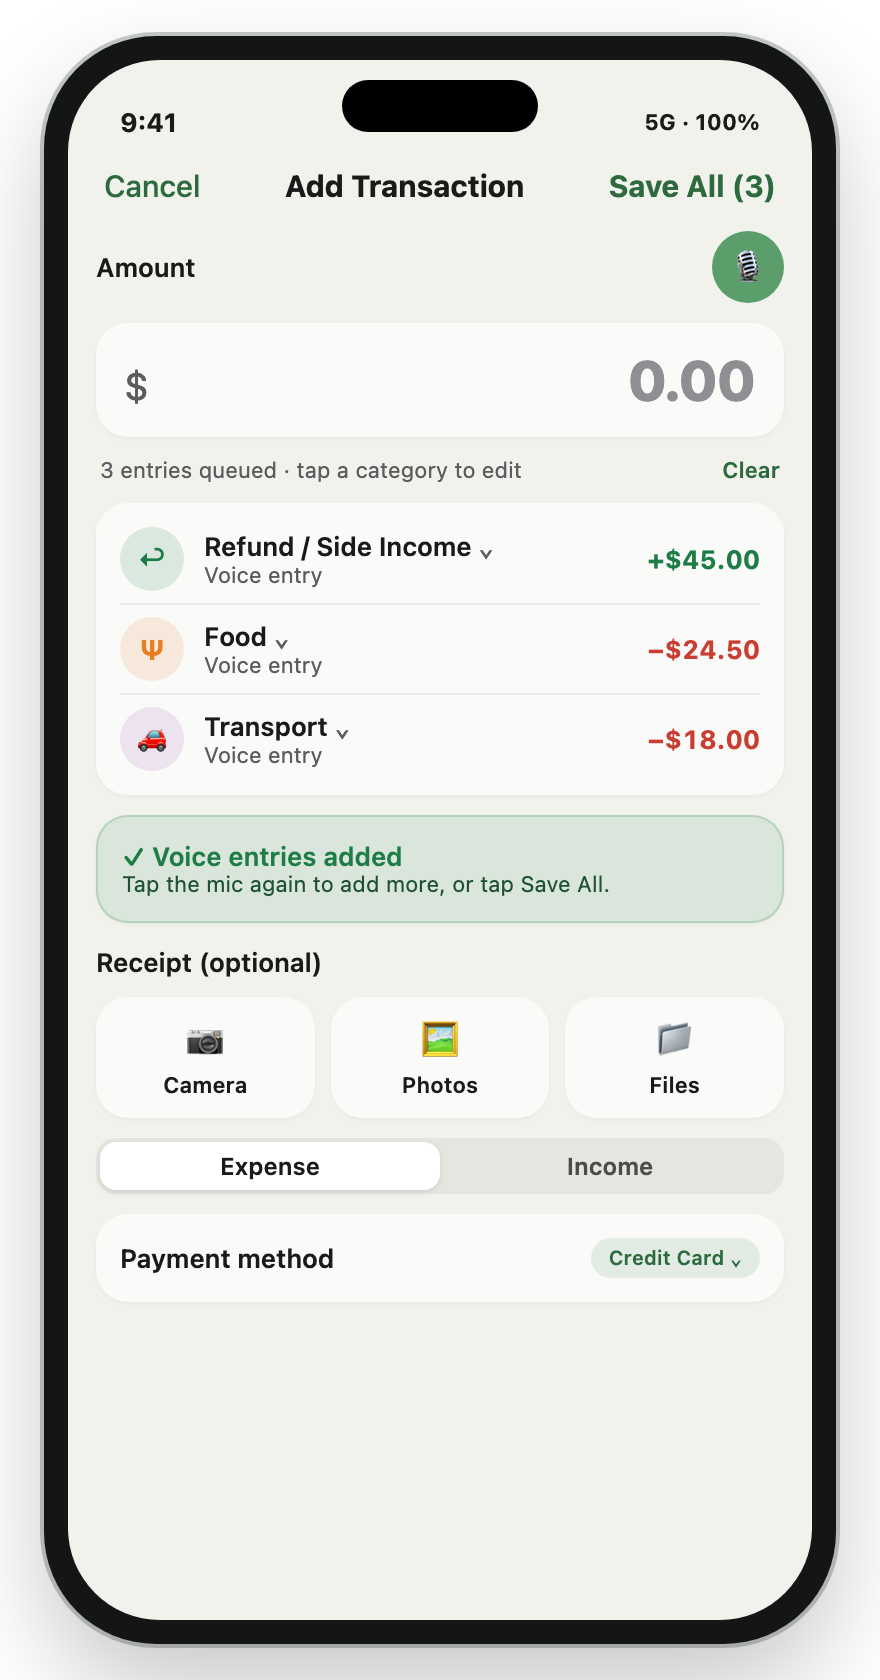 9:41
5G · 100%
Cancel
Add Transaction
Save All (3)
Amount
$
0.00
3 entries queued · tap a category to edit
Clear
Refund / Side Income
+$45.00
Voice entry
Food
−$24.50
Voice entry
Transport
−$18.00
Voice entry
✓ Voice entries added
Tap the mic again to add more, or tap Save All.
Receipt (optional)
Camera
Photos
Files
Expense
Income
Payment method
Credit Card